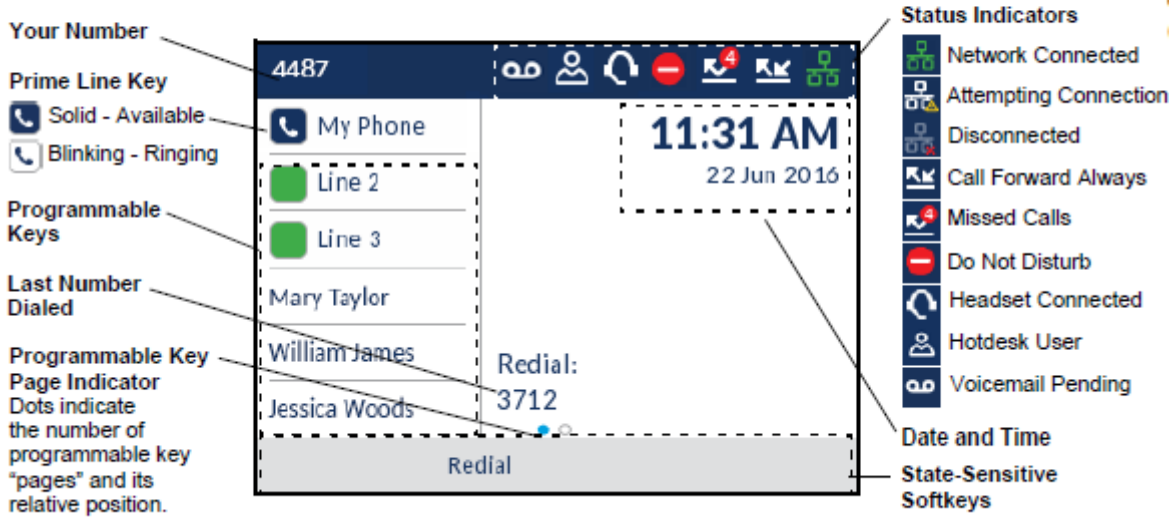 Your Number
Prime Line Key
Solid - Available
Blinking - Ringing
Programmable
Keys
Last Number
Dialed
Programmable Key
Page Indicator
Dots indicate
the number of
programmable key
“pages” and its
relative position.
4487
4
My Phone
Line 2
Line 3
Mary Taylor
William James
Jessica Woods
11:31 AM
22 Jun 2016
Redial:
3712
Redial
Status Indicators
Network Connected
Attempting Connection
Disconnected
Call Forward Always
4
Missed Calls
Do Not Disturb
Headset Connected
Hotdesk User
Voicemail Pending
Date and Time
State-Sensitive
Softkeys